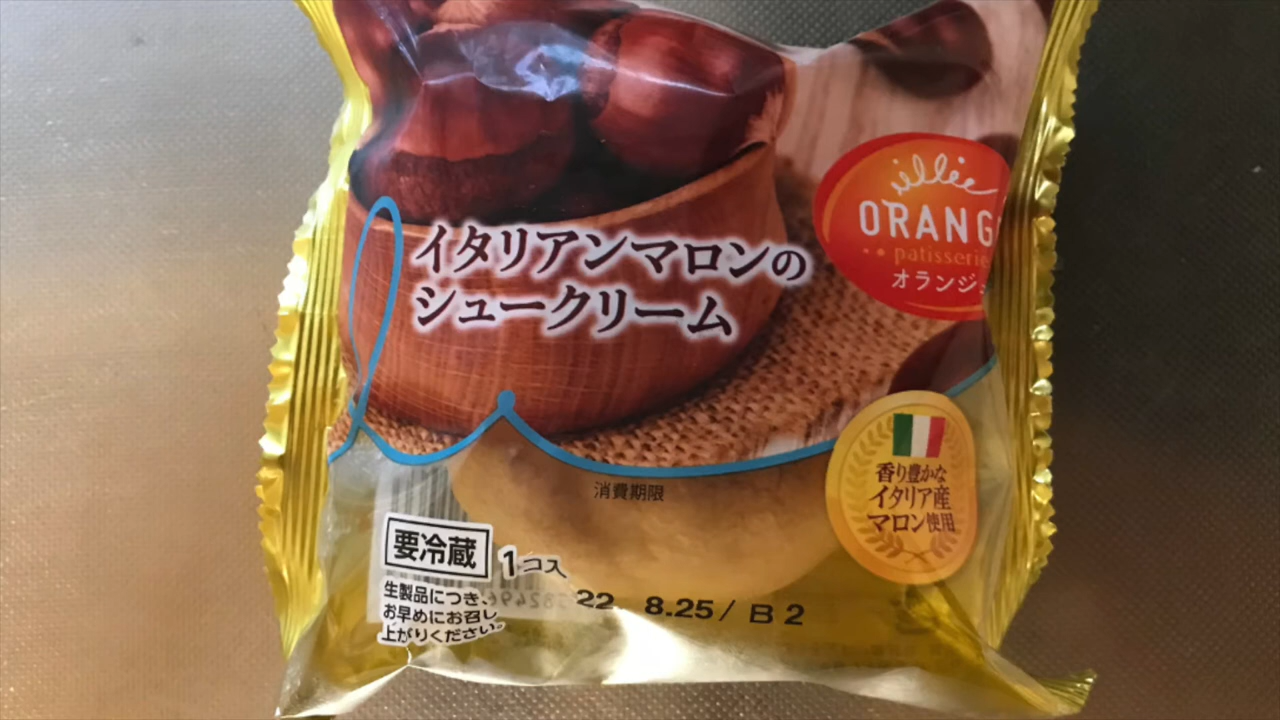 ORANG
patisserie
オランジェ
イタリアンマロンの
シュークリーム
香り豊かな
イタリア産
マロン使用
消費期限
要冷蔵
1コ入
生製品につき、
お早めにお召し
上がりください。
22 8.25/ B 2